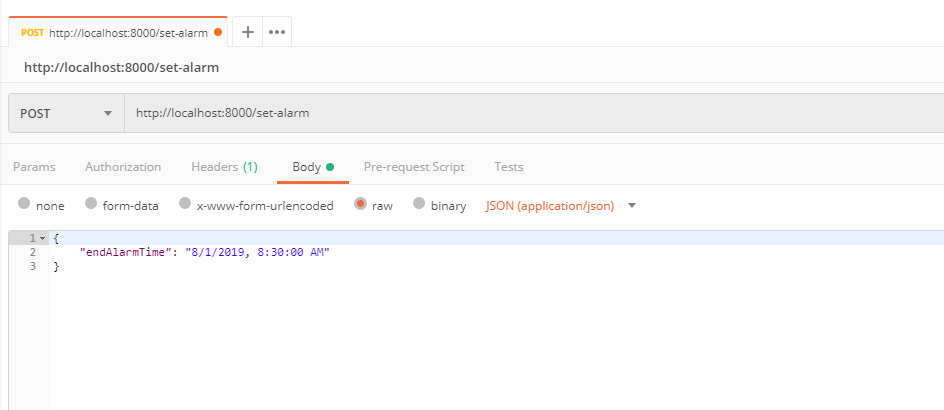 POST http://localhost:8000/set-alarm
http://localhost:8000/set-alarm
POST http://localhost:8000/set-alarm
Params Authorization Headers (1) Body Pre-request Script Tests
none form-data x-www-form-urlencoded raw binary JSON (application/json)
1 {
2 "endAlarmTime": "8/1/2019, 8:30:00 AM"
3 }